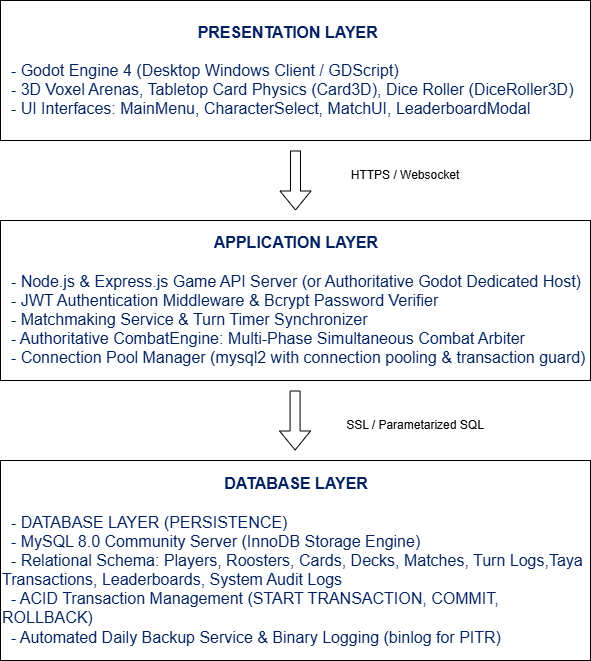 PRESENTATION LAYER
- Godot Engine 4 (Desktop Windows Client / GDScript)
- 3D Voxel Arenas, Tabletop Card Physics (Card3D), Dice Roller (DiceRoller3D)
- UI Interfaces: MainMenu, CharacterSelect, MatchUI, LeaderboardModal
HTTPS / Websocket
APPLICATION LAYER
- Node.js & Express.js Game API Server (or Authoritative Godot Dedicated Host)
- JWT Authentication Middleware & Bcrypt Password Verifier
- Matchmaking Service & Turn Timer Synchronizer
- Authoritative CombatEngine: Multi-Phase Simultaneous Combat Arbiter
- Connection Pool Manager (mysql2 with connection pooling & transaction guard)
SSL / Parametarized SQL
DATABASE LAYER
- DATABASE LAYER (PERSISTENCE)
- MySQL 8.0 Community Server (InnoDB Storage Engine)
- Relational Schema: Players, Roosters, Cards, Decks, Matches, Turn Logs,Taya
Transactions, Leaderboards, System Audit Logs
- ACID Transaction Management (START TRANSACTION, COMMIT,
ROLLBACK)
- Automated Daily Backup Service & Binary Logging (binlog for PITR)